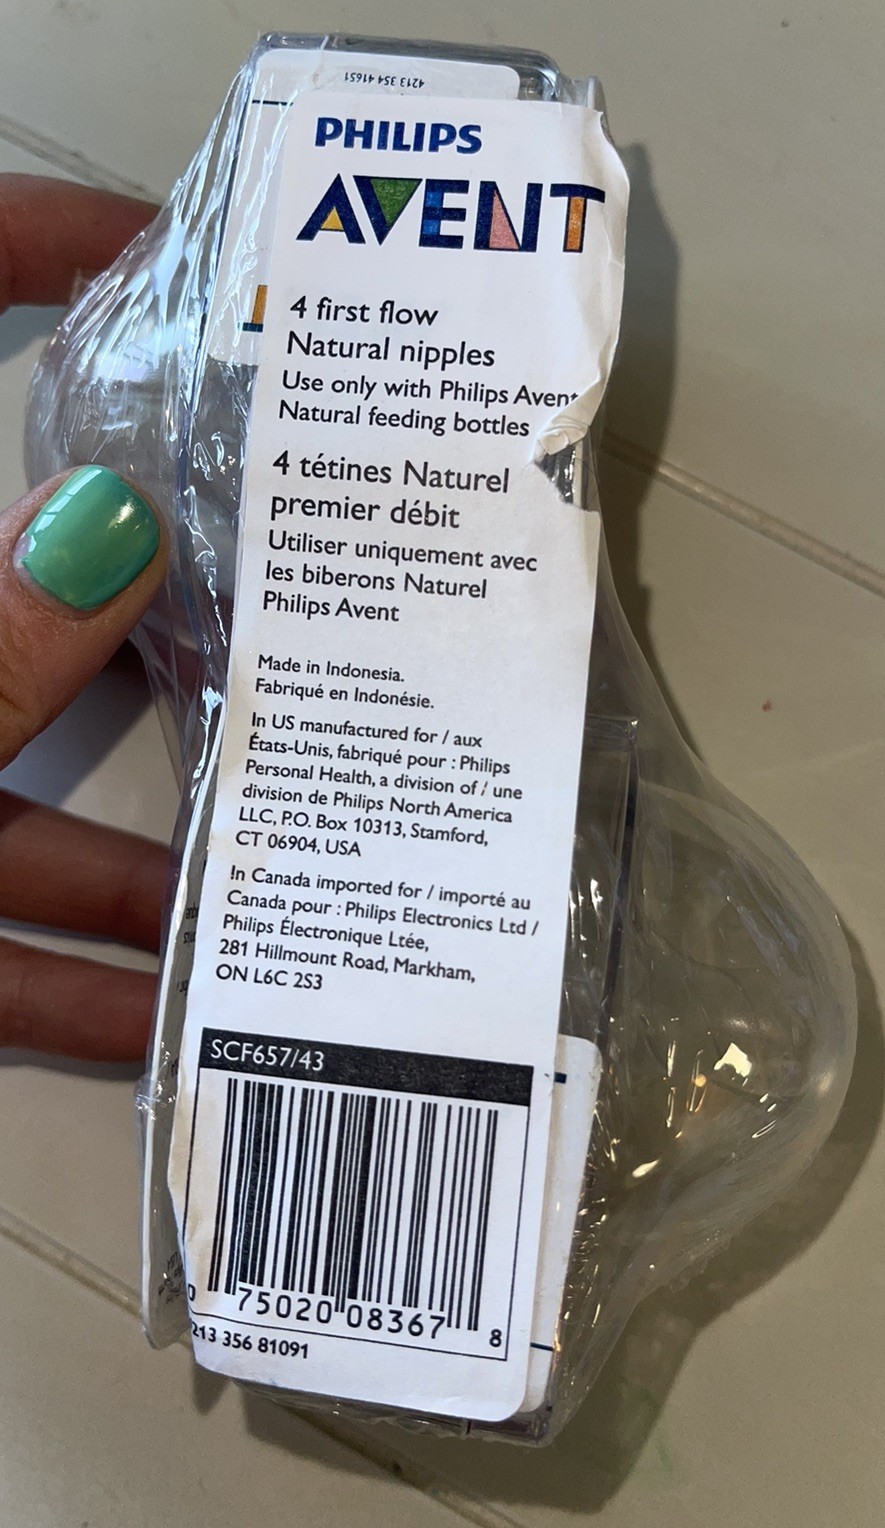 4213 354 41651
PHILIPS
AVENT
4 first flow
Natural nipples
Use only with Philips Avent
Natural feeding bottles
4 tétines Naturel
premier débit
Utiliser uniquement avec
les biberons Naturel
Philips Avent
Made in Indonesia.
Fabriqué en Indonésie.
In US manufactured for / aux
États-Unis, fabriqué pour : Philips
Personal Health, a division of / une
division de Philips North America
LLC, P.O. Box 10313, Stamford,
CT 06904, USA
In Canada imported for / importé au
Canada pour : Philips Electronics Ltd /
Philips Électronique Ltée,
281 Hillmount Road, Markham,
ON L6C 2S3
SCF657/43
0 75020 08367 8
213 356 81091